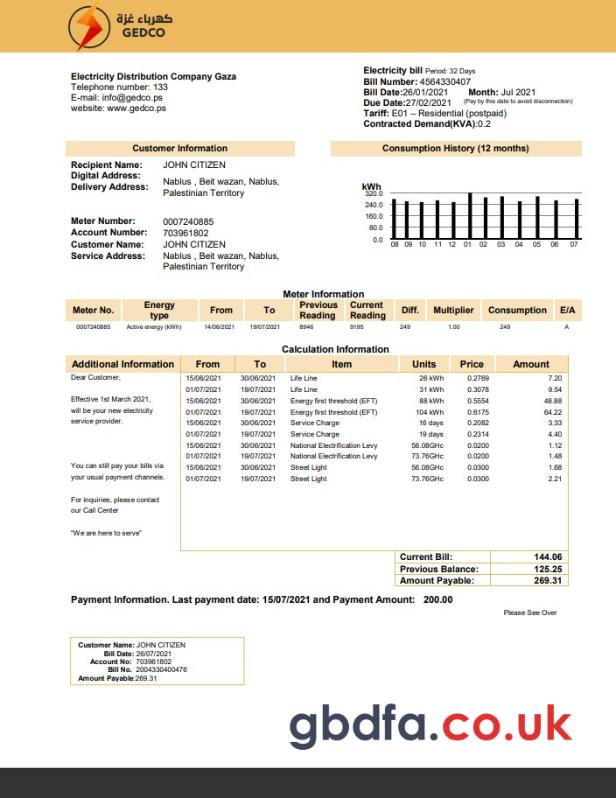 كهرباء غزة
GEDCO
Electricity Distribution Company Gaza
Telephone number: 133
E-mail: info@gedco.ps
website: www.gedco.ps
Electricity bill Period: 32 Days
Bill Number: 4564330407
Bill Date:26/01/2021 Month: Jul 2021
Due Date:27/02/2021 (Pay by this date to avoid disconnection)
Tariff: E01 – Residential (postpaid)
Contracted Demand(KVA):0.2
Customer Information
Recipient Name: JOHN CITIZEN
Digital Address:
Delivery Address: Nablus , Beit wazan, Nablus,
Palestinian Territory
Meter Number: 0007240885
Account Number: 703961802
Customer Name: JOHN CITIZEN
Service Address: Nablus , Beit wazan, Nablus,
Palestinian Territory
Consumption History (12 months)
kWh
320.0
240.0
160.0
80.0
0.0
08 09 10 11 12 01 02 03 04 05 06 07
Meter Information
Meter No. Energy type From To Previous Reading Current Reading Diff. Multiplier Consumption E/A
0007240885 Active energy (kWh) 14/06/2021 19/07/2021 8946 9195 249 1.00 249 A
Calculation Information
Additional Information From To Item Units Price Amount
Dear Customer,
Effective 1st March 2021,
will be your new electricity
service provider.
You can still pay your bills via
your usual payment channels.
For inquiries, please contact
our Call Center
"We are here to serve"
15/06/2021 30/06/2021 Life Line 26 kWh 0.2769 7.20
01/07/2021 19/07/2021 Life Line 31 kWh 0.3078 9.54
15/06/2021 30/06/2021 Energy first threshold (EFT) 88 kWh 0.5554 48.88
01/07/2021 19/07/2021 Energy first threshold (EFT) 104 kWh 0.6175 64.22
15/06/2021 30/06/2021 Service Charge 16 days 0.2082 3.33
01/07/2021 19/07/2021 Service Charge 19 days 0.2314 4.40
15/06/2021 30/06/2021 National Electrification Levy 56.08GHc 0.0200 1.12
01/07/2021 19/07/2021 National Electrification Levy 73.76GHc 0.0200 1.48
15/06/2021 30/06/2021 Street Light 56.08GHc 0.0300 1.68
01/07/2021 19/07/2021 Street Light 73.76GHc 0.0300 2.21
Current Bill: 144.06
Previous Balance: 125.25
Amount Payable: 269.31
Payment Information. Last payment date: 15/07/2021 and Payment Amount: 200.00
Please See Over
Customer Name: JOHN CITIZEN
Bill Date: 26/07/2021
Account No: 703961802
Bill No. 2004330400476
Amount Payable:269.31
gbdfa.co.uk